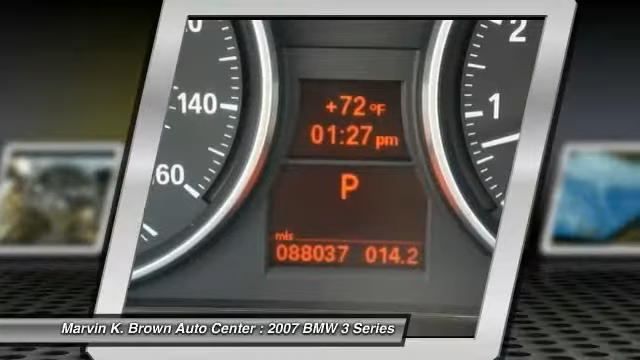 +72°F
01:27 pm
P
mls
088037 014.2
140
160
1
2
Marvin K. Brown Auto Center : 2007 BMW 3 Series